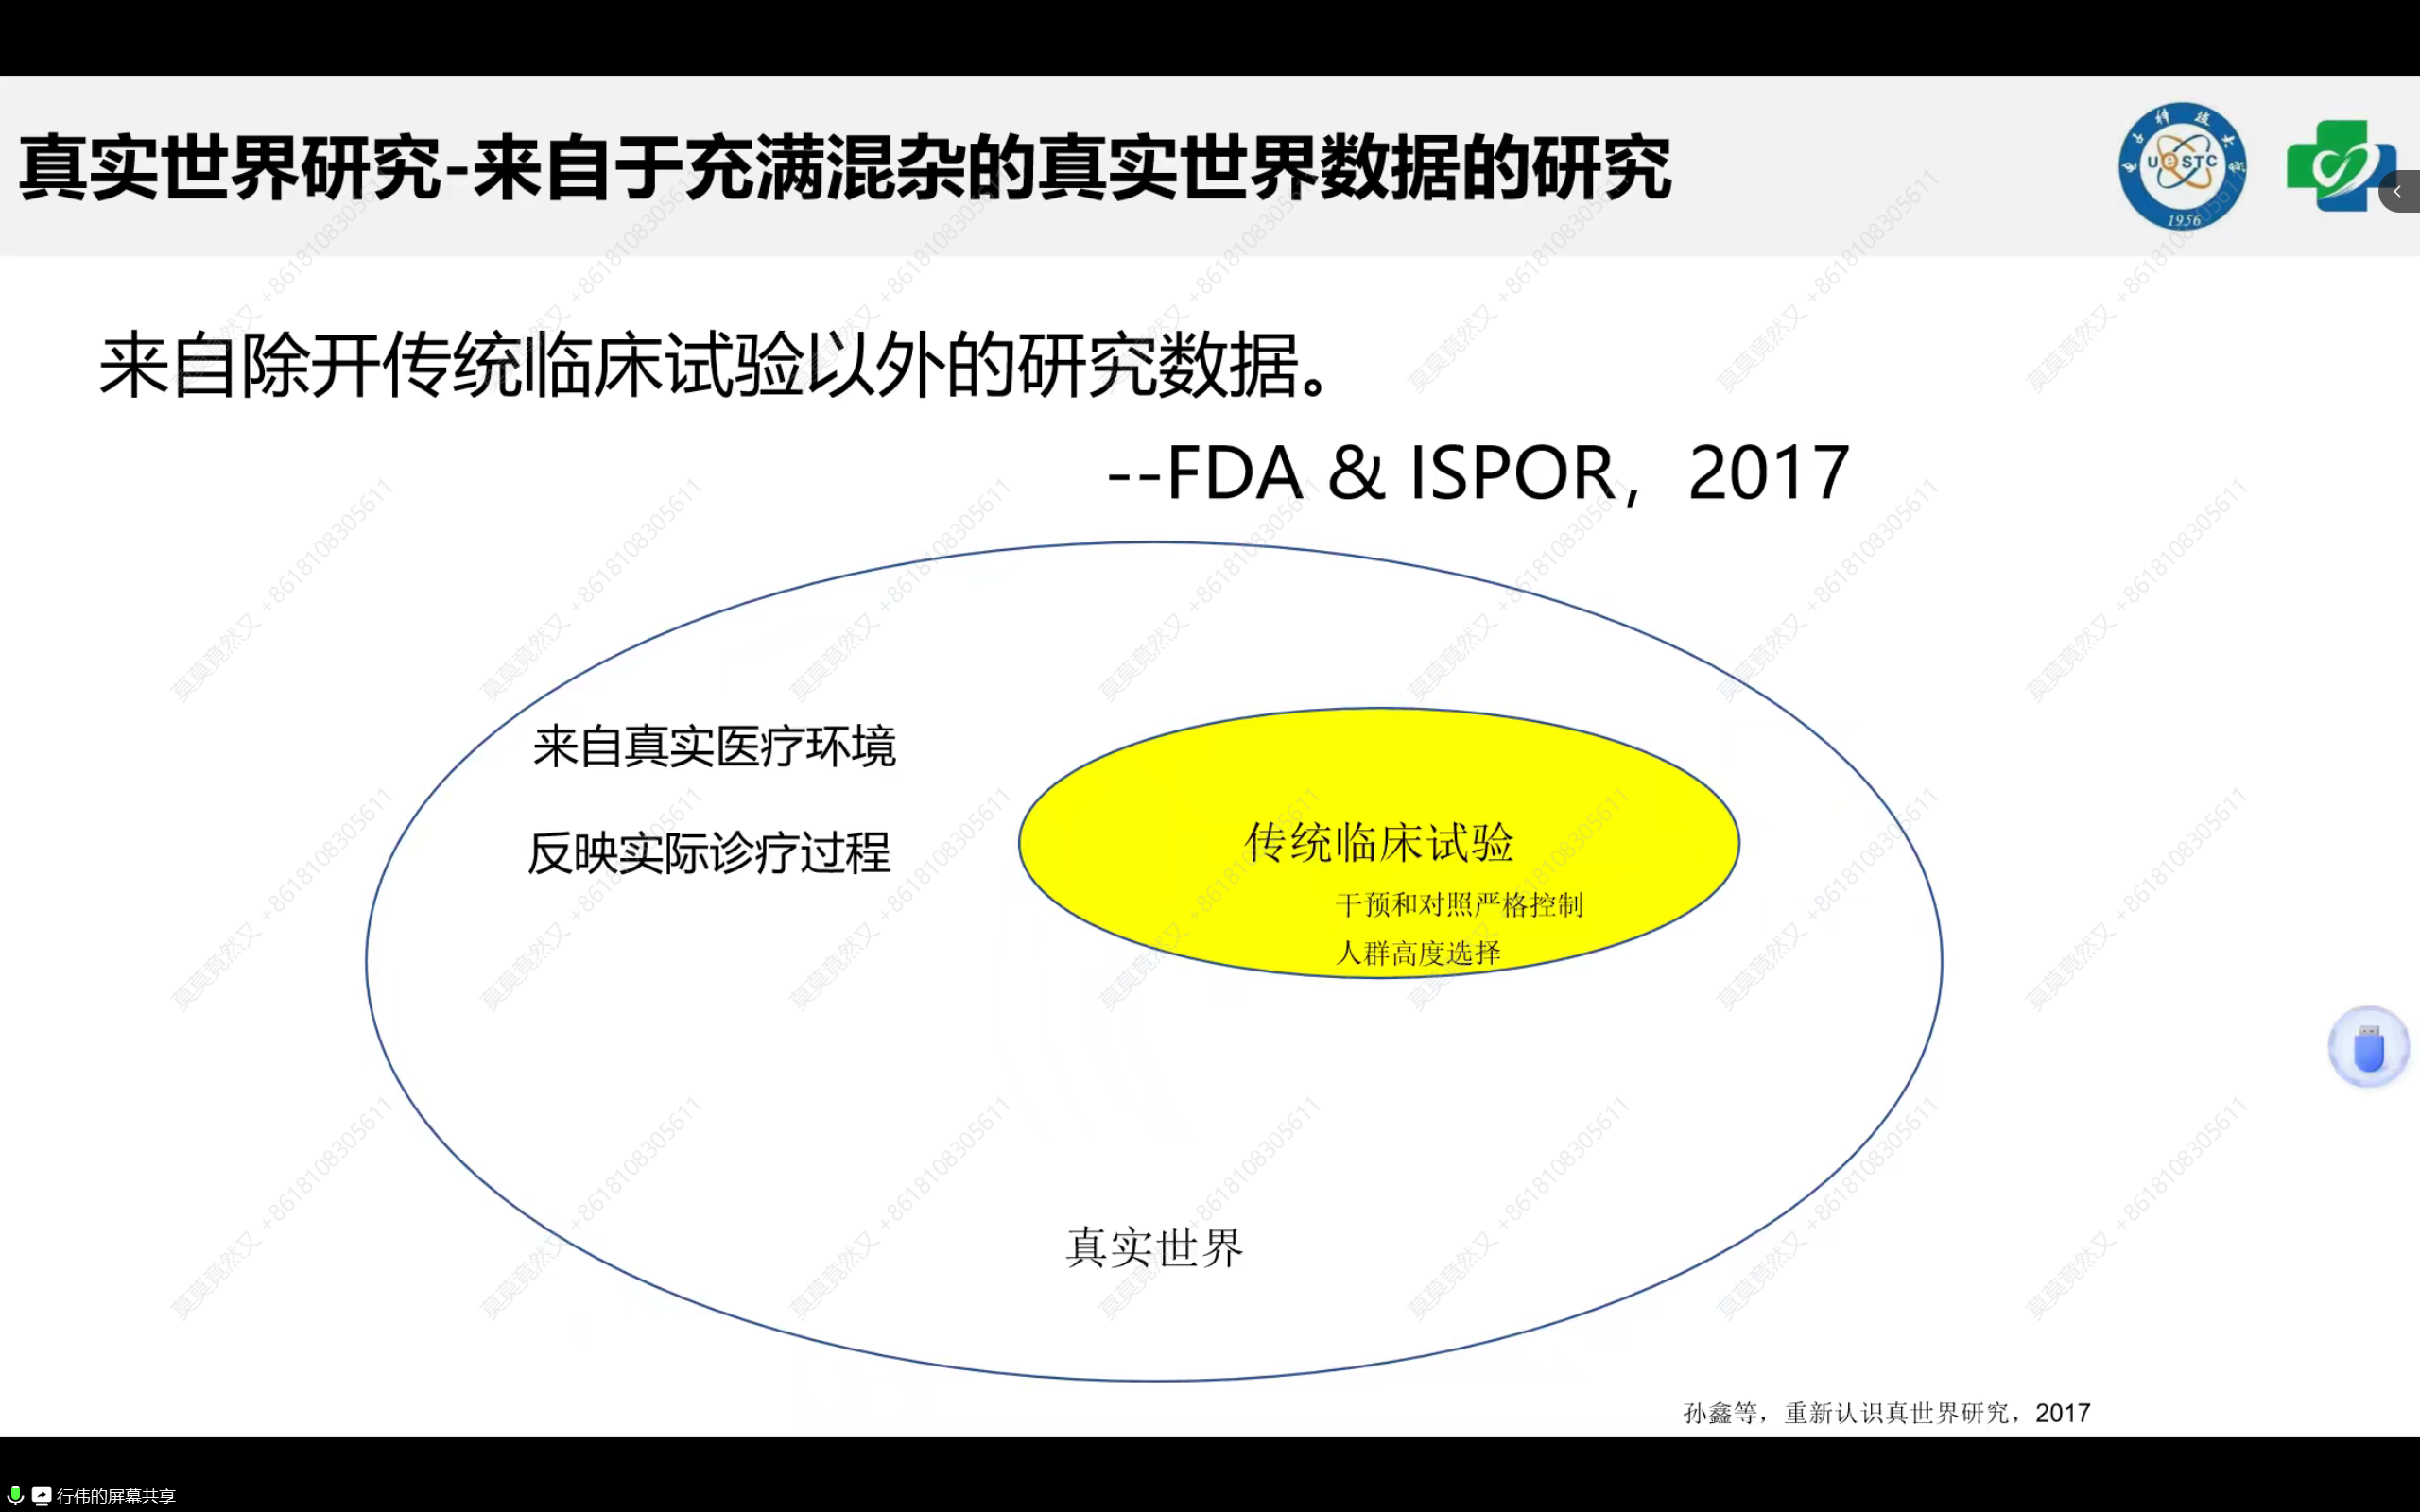 真实世界研究-来自于充满混杂的真实世界数据的研究
UeSTC
1956
来自除开传统临床试验以外的研究数据。
--FDA & ISPOR，2017
来自真实医疗环境
反映实际诊疗过程
传统临床试验
干预和对照严格控制
人群高度选择
真实世界
孙鑫等，重新认识真世界研究，2017
莫莫竟然又 +8618108305611
行伟的屏幕共享